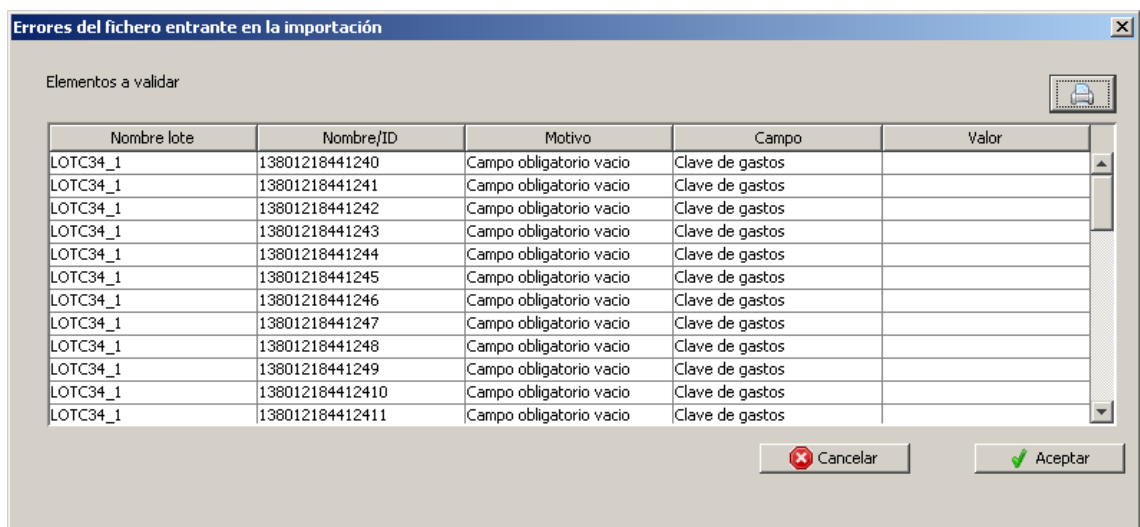 Errores del fichero entrante en la importación
Elementos a validar
Nombre lote Nombre/ID Motivo Campo Valor
LOTC34_1 13801218441240 Campo obligatorio vacio Clave de gastos
LOTC34_1 13801218441241 Campo obligatorio vacio Clave de gastos
LOTC34_1 13801218441242 Campo obligatorio vacio Clave de gastos
LOTC34_1 13801218441243 Campo obligatorio vacio Clave de gastos
LOTC34_1 13801218441244 Campo obligatorio vacio Clave de gastos
LOTC34_1 13801218441245 Campo obligatorio vacio Clave de gastos
LOTC34_1 13801218441246 Campo obligatorio vacio Clave de gastos
LOTC34_1 13801218441247 Campo obligatorio vacio Clave de gastos
LOTC34_1 13801218441248 Campo obligatorio vacio Clave de gastos
LOTC34_1 13801218441249 Campo obligatorio vacio Clave de gastos
LOTC34_1 138012184412410 Campo obligatorio vacio Clave de gastos
LOTC34_1 138012184412411 Campo obligatorio vacio Clave de gastos
Cancelar Aceptar